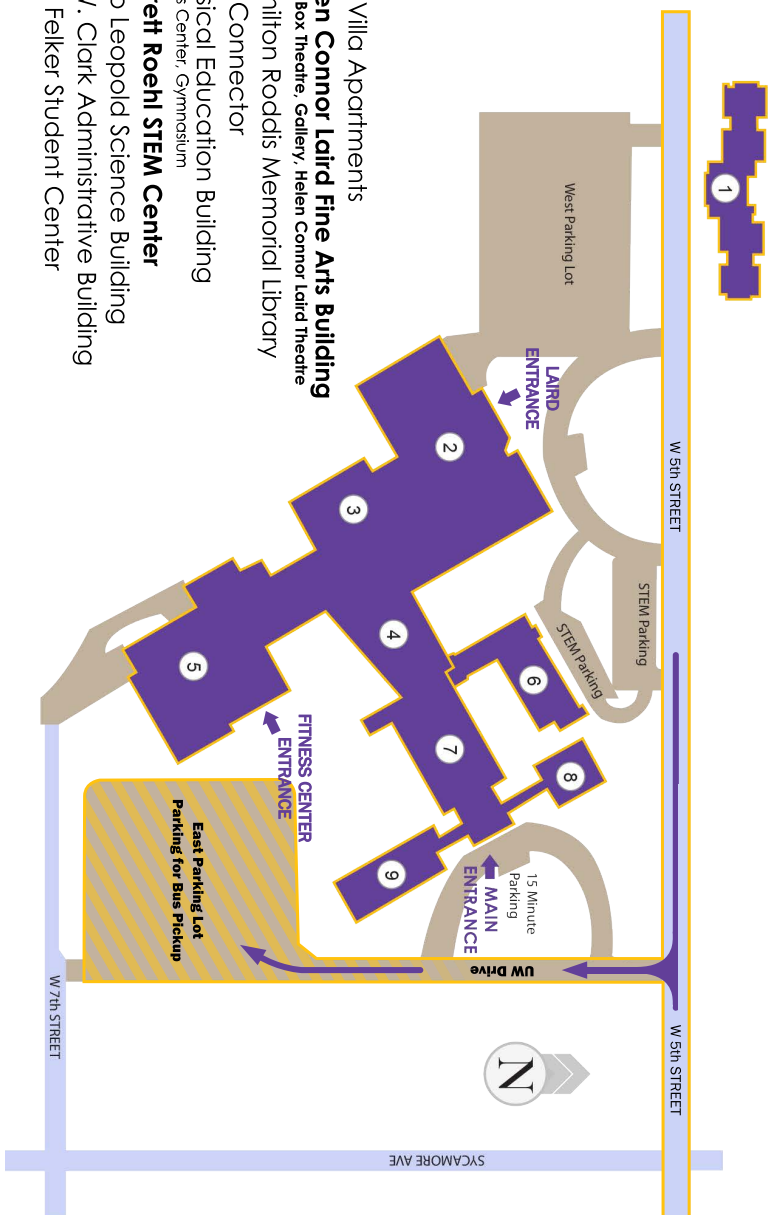 Villa Apartments
Connor Laird Fine Arts Building
Box Theatre, Gallery, Helen Connor Laird Theatre
Roddis Memorial Library
Connector
Education Building
Center, Gymnasium
Roehl STEM Center
Leopold Science Building
Clark Administrative Building
Felker Student Center
1
W 5th STREET
West Parking Lot
LAIRD
ENTRANCE
2
3
STEM Parking
STEM Parking
4
5
6
7
8
9
FITNESS CENTER
ENTRANCE
15 Minute
Parking
MAIN
ENTRANCE
East Parking Lot
Parking for Bus Pickup
UW Drive
W 5th STREET
W 7th STREET
N
SYCAMORE AVE